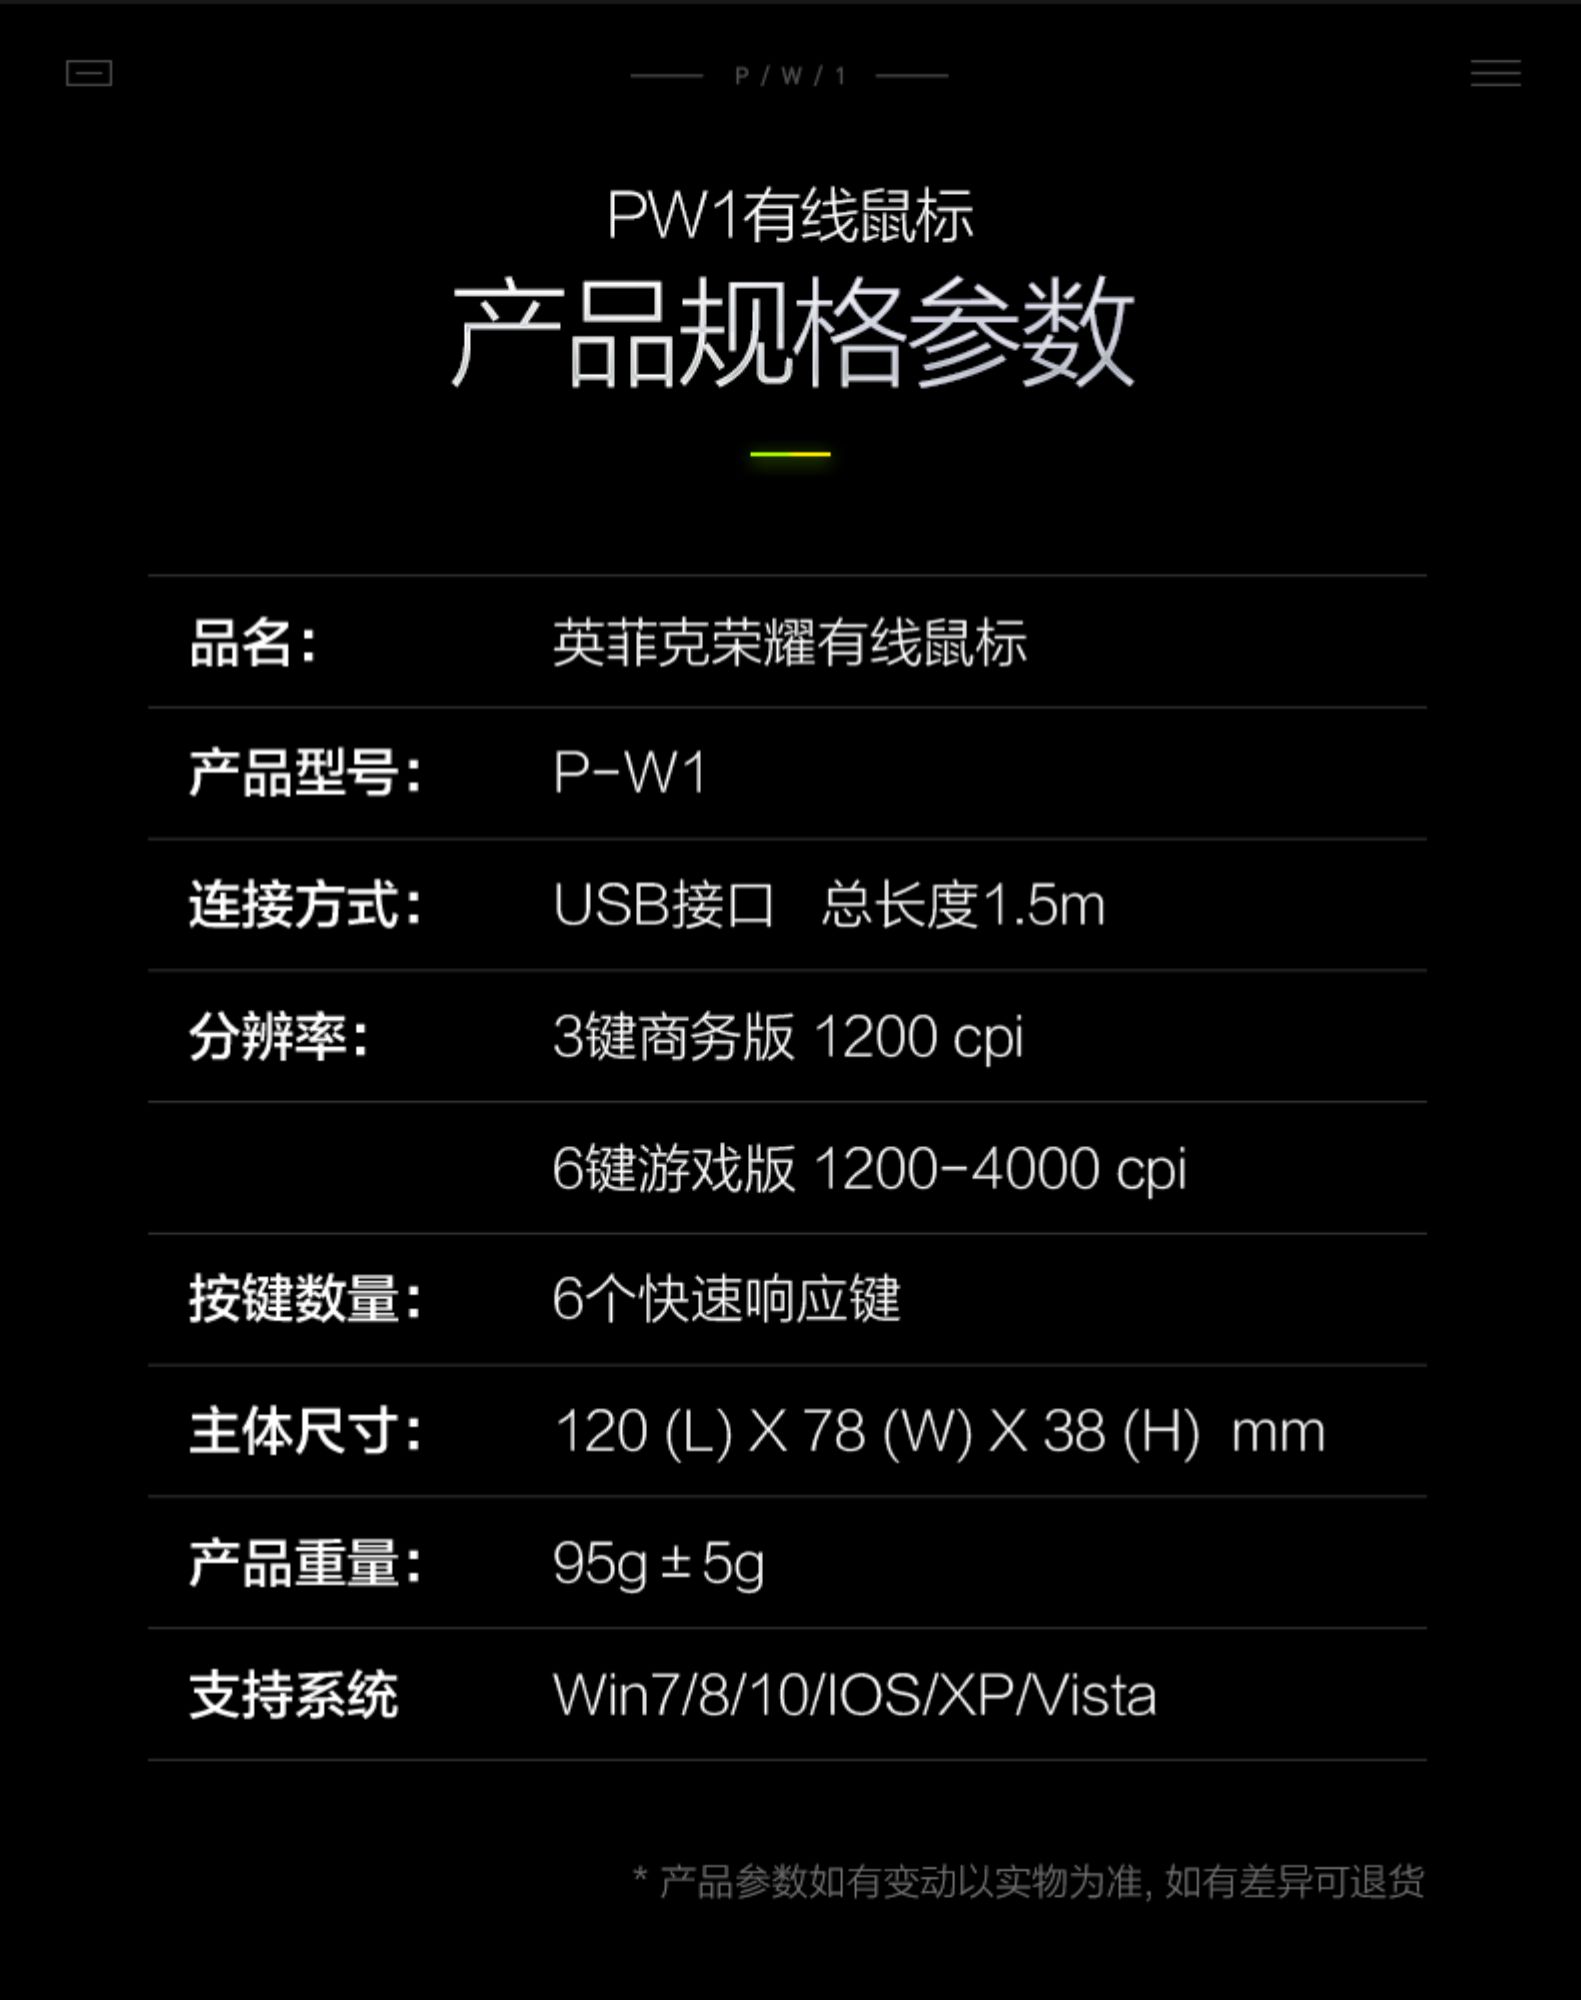 P / W / 1
PW1有线鼠标
产品规格参数
品名： 英菲克荣耀有线鼠标
产品型号： P-W1
连接方式： USB接口 总长度1.5m
分辨率： 3键商务版 1200 cpi
6键游戏版 1200-4000 cpi
按键数量： 6个快速响应键
主体尺寸： 120 (L) X 78 (W) X 38 (H) mm
产品重量： 95g±5g
支持系统 Win7/8/10/IOS/XP/Vista
* 产品参数如有变动以实物为准, 如有差异可退货